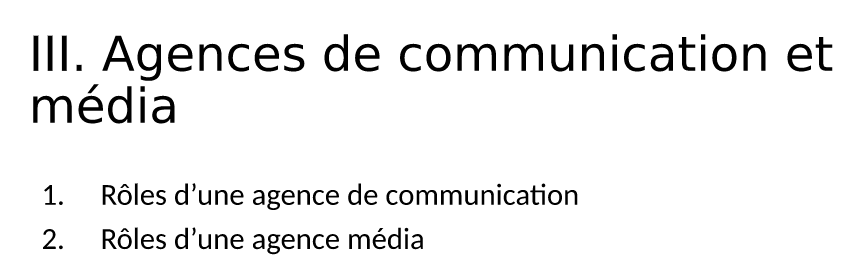 III. Agences de communication et
média
1. Rôles d’une agence de communication
2. Rôles d’une agence média